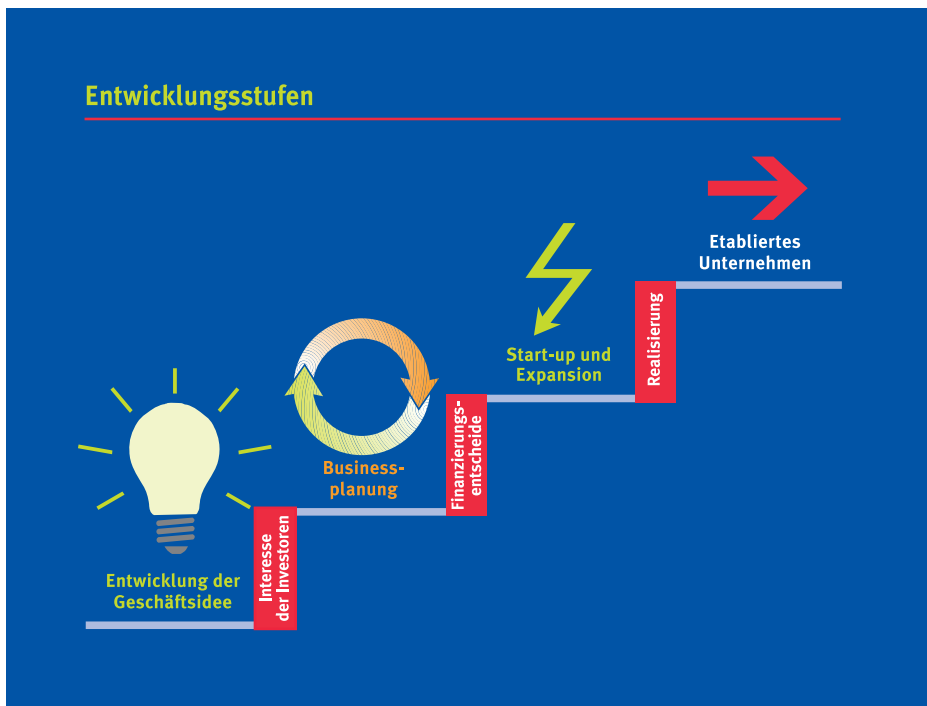 Entwicklungsstufen
Entwicklung der
Geschäftsidee
Interesse
der Investoren
Business-
planung
Finanzierungs-
entscheide
Start-up und
Expansion
Realisierung
Etabliertes
Unternehmen